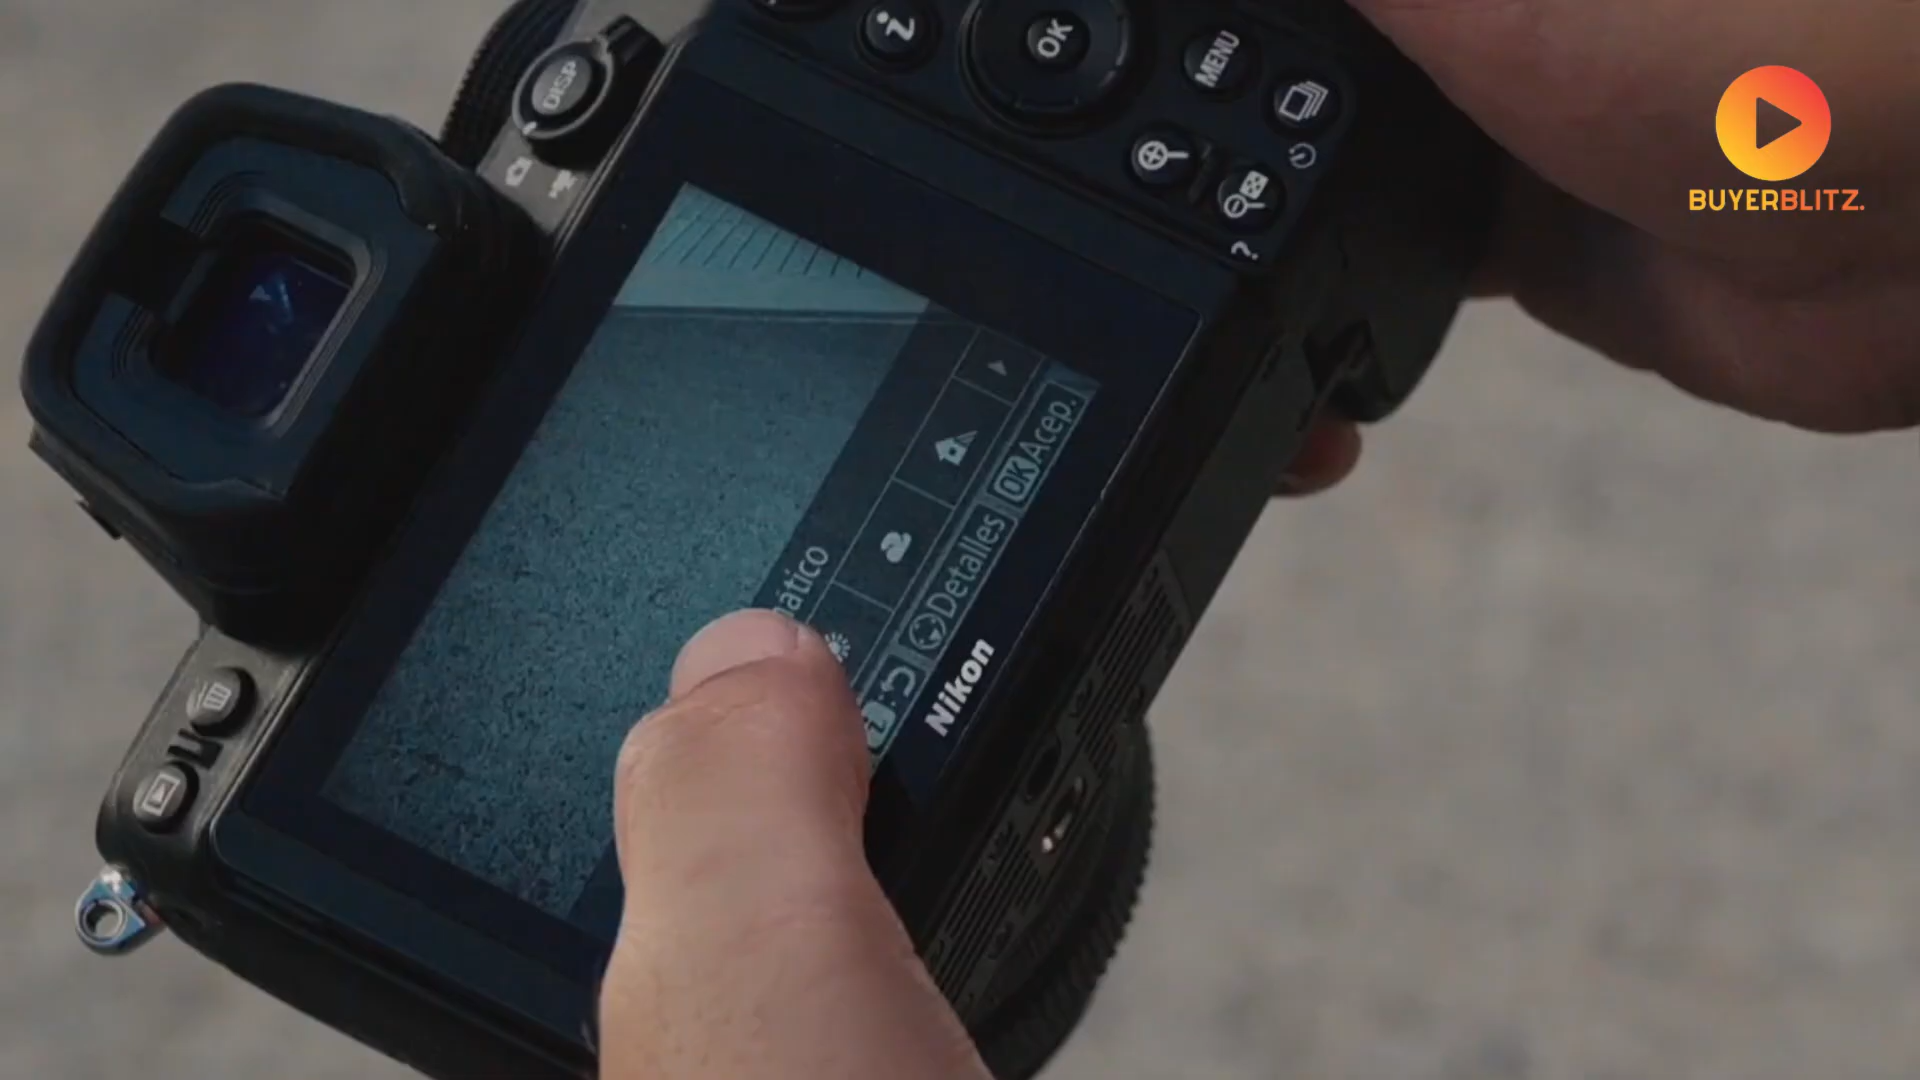 BUYERBLITZ.
DISP
i
OK
MENU
?
mático
i
Detalles
OK Acep.
Nikon